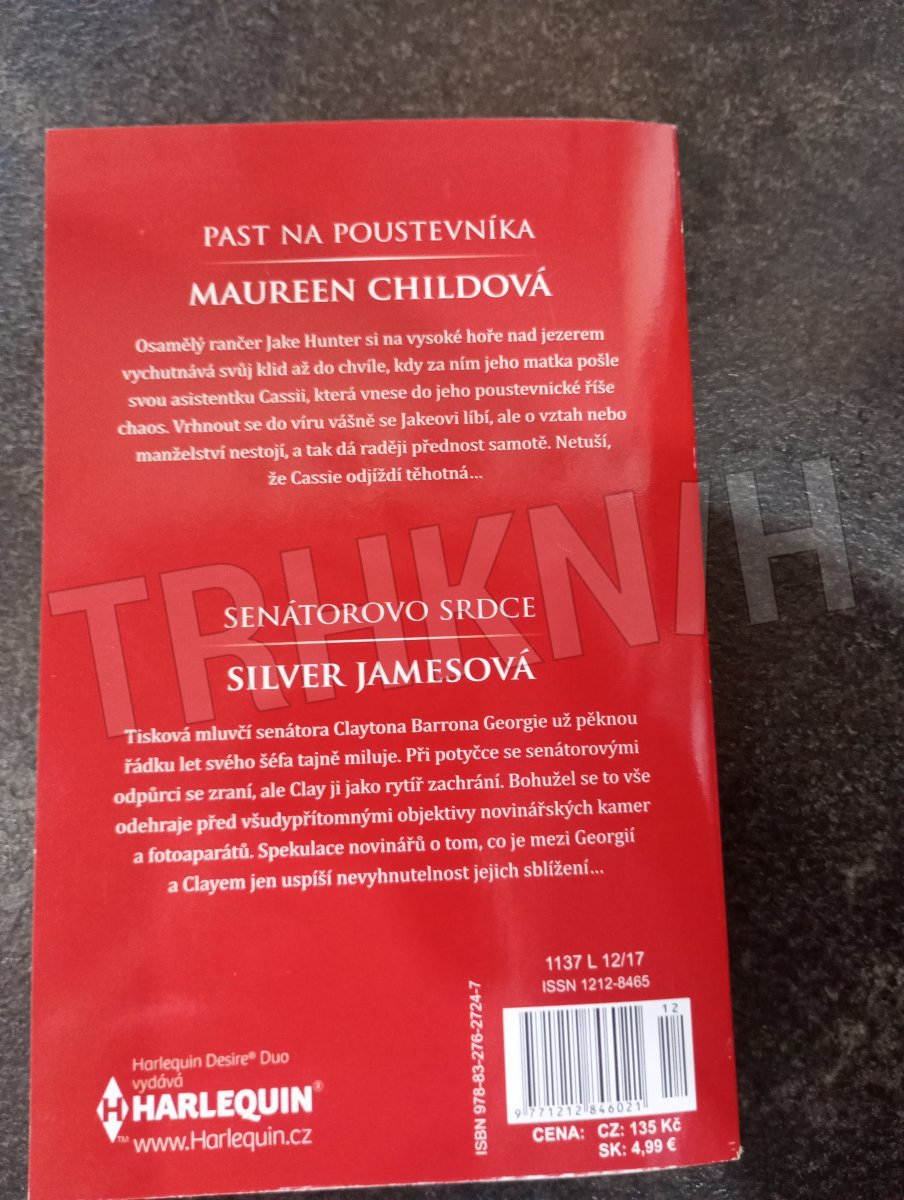 PAST NA POUSTEVNÍKA
MAUREEN CHILDOVÁ
Osamělý rančer Jake Hunter si na vysoké hoře nad jezerem
vychutnává svůj klid až do chvíle, kdy za ním jeho matka pošle
svou asistentku Cassii, která vnese do jeho poustevnické říše
chaos. Vrhnout se do víru vášně se Jakeovi líbí, ale o vztah nebo
manželství nestojí, a tak dá raději přednost samotě. Netuší,
že Cassie odjíždí těhotná...
TRHKNIH
SENÁTOROVO SRDCE
SILVER JAMESOVÁ
Tisková mluvčí senátora Claytona Barrona Georgie už pěknou
řádku let svého šéfa tajně miluje. Při potyčce se senátorovými
odpůrci se zraní, ale Clay ji jako rytíř zachrání. Bohužel se to vše
odehraje před všudypřítomnými objektivy novinářských kamer
a fotoaparátů. Spekulace novinářů o tom, co je mezi Georgií
a Clayem jen uspíší nevyhnutelnost jejich sblížení...
1137 L 12/17
ISSN 1212-8465
12
9 771212 846021
ISBN 978-83-276-2724-7
CENA: CZ: 135 Kč
SK: 4,99 €
Harlequin Desire® Duo
vydává
H HARLEQUIN®
™ www.Harlequin.cz